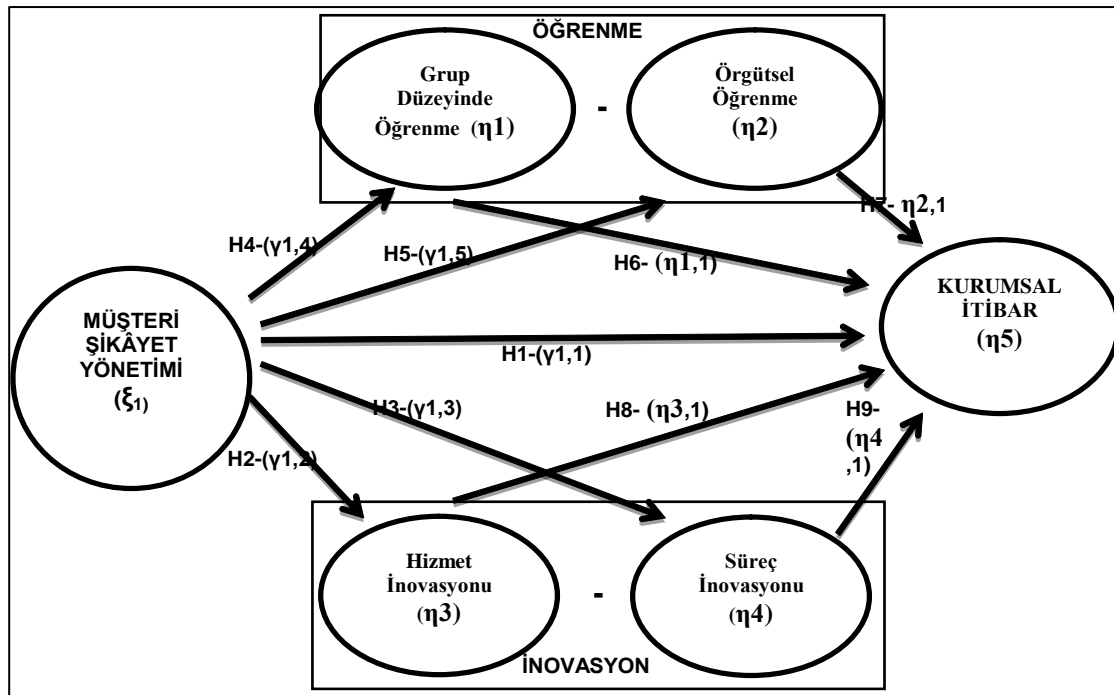 ÖĞRENME
Grup
Düzeyinde
Öğrenme (η1)
-
Örgütsel
Öğrenme
(η2)
H4-(γ1,4)
H5-(γ1,5)
H6- (η1,1)
H7- η2,1
MÜŞTERİ
ŞİKÂYET
YÖNETİMİ
(ξ₁)
H1-(γ1,1)
KURUMSAL
İTİBAR
(η5)
H2-(γ1,2)
H3-(γ1,3)
H8- (η3,1)
H9-
(η4
,1)
Hizmet
İnovasyonu
(η3)
-
Süreç
İnovasyonu
(η4)
İNOVASYON